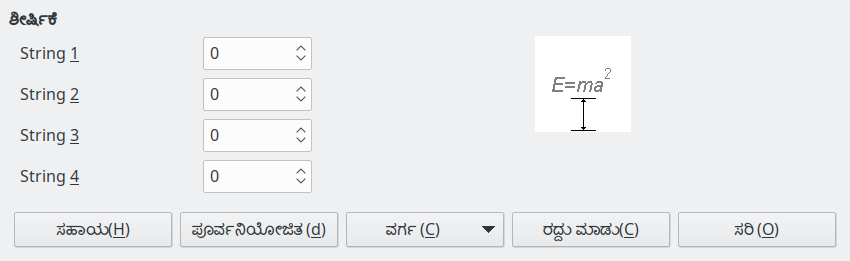 ಶೀರ್ಷಿಕೆ
String 1 0
E=ma²
String 2 0
String 3 0
String 4 0
ಸಹಾಯ(H) ಪೂರ್ವನಿಯೋಜಿತ (d) ವರ್ಗ (C) ರದ್ದು ಮಾಡು(C) ಸರಿ (O)